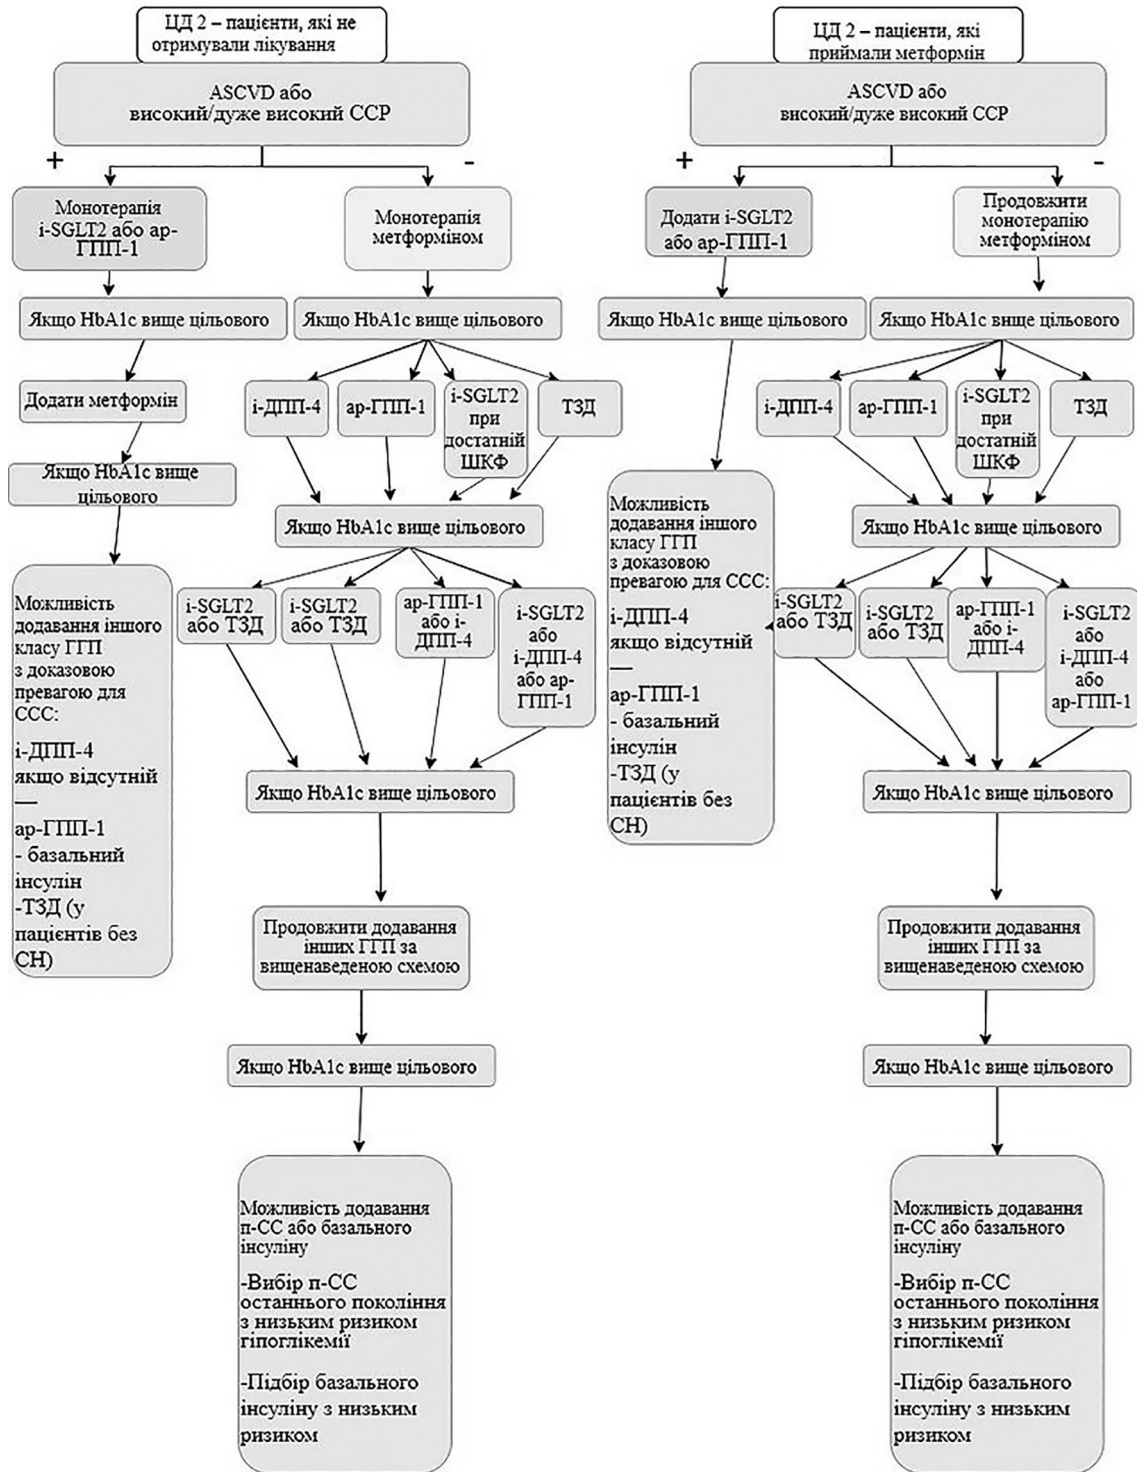 ЦД 2 – пацієнти, які не
отримували лікування
ASCVD або
високий/дуже високий ССР
+
-
Монотерапія
і-SGLT2 або ар-
ГПП-1
Монотерапія
метформіном
Якщо HbA1c вище цільового
Якщо HbA1c вище цільового
Додати метформін
і-ДПП-4
ар-ГПП-1
і-SGLT2
при
достатній
ШКФ
ТЗД
Якщо HbA1c вище
цільового
Якщо HbA1c вище цільового
Можливість
додавання іншого
класу ГГП
з доказовою
превагою для
ССС:
і-ДПП-4
якщо відсутній
—
ар-ГПП-1
- базальний
інсулін
-ТЗД (у
пацієнтів без
СН)
і-SGLT2
або ТЗД
і-SGLT2
або ТЗД
ар-ГПП-1
або і-
ДПП-4
і-SGLT2
або
і-ДПП-4
або ар-
ГПП-1
Якщо HbA1c вище цільового
Продовжити додавання
інших ГГП за
вищенаведеною схемою
Якщо HbA1c вище цільового
Можливість додавання
п-СС або базального
інсуліну
-Вибір п-СС
останнього покоління
з низьким ризиком
гіпоглікемії
-Підбір базального
інсуліну з низьким
ризиком
ЦД 2 – пацієнти, які
приймали метформін
ASCVD або
високий/дуже високий ССР
+
-
Додати і-SGLT2
або ар-ГПП-1
Продовжити
монотерапію
метформіном
Якщо HbA1c вище цільового
Якщо HbA1c вище цільового
і-ДПП-4
ар-ГПП-1
і-SGLT2
при
достатній
ШКФ
ТЗД
Можливість
додавання іншого
класу ГГП
з доказовою
превагою для ССС:
і-ДПП-4
якщо відсутній
—
ар-ГПП-1
- базальний
інсулін
-ТЗД (у
пацієнтів без
СН)
Якщо HbA1c вище цільового
і-SGLT2
або ТЗД
і-SGLT2
або ТЗД
ар-ГПП-1
або і-
ДПП-4
і-SGLT2
або
і-ДПП-4
або
ар-ГПП-1
Якщо HbA1c вище цільового
Продовжити додавання
інших ГГП за
вищенаведеною схемою
Якщо HbA1c вище цільового
Можливість додавання
п-СС або базального
інсуліну
-Вибір п-СС
останнього покоління
з низьким ризиком
гіпоглікемії
-Підбір базального
інсуліну з низьким
ризиком